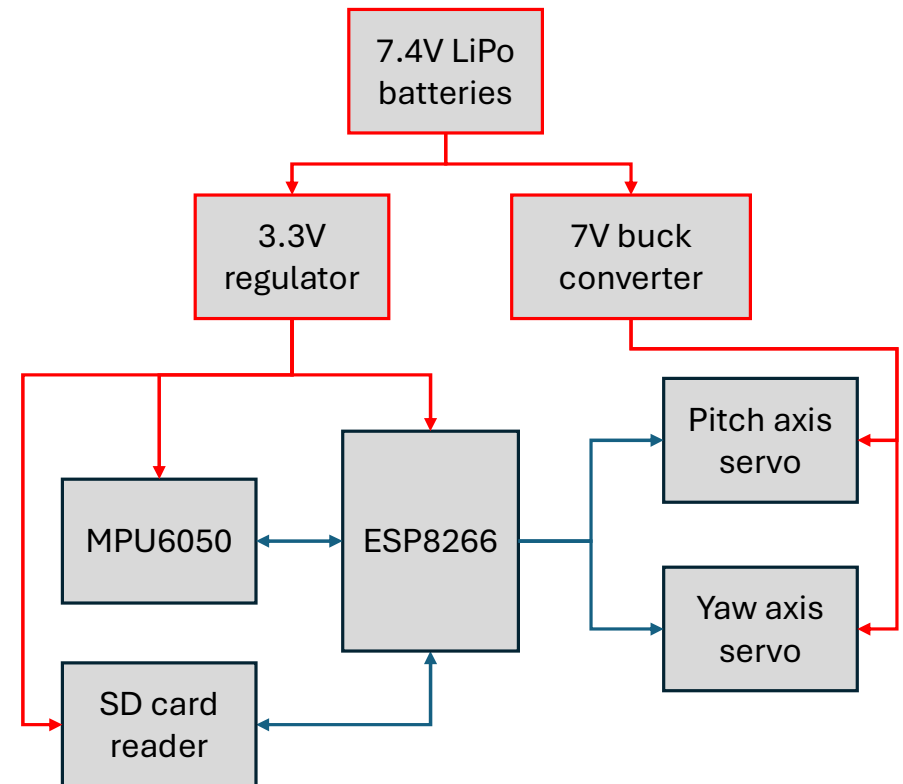 7.4V LiPo
batteries
3.3V
regulator
7V buck
converter
Pitch axis
servo
MPU6050
ESP8266
Yaw axis
servo
SD card
reader